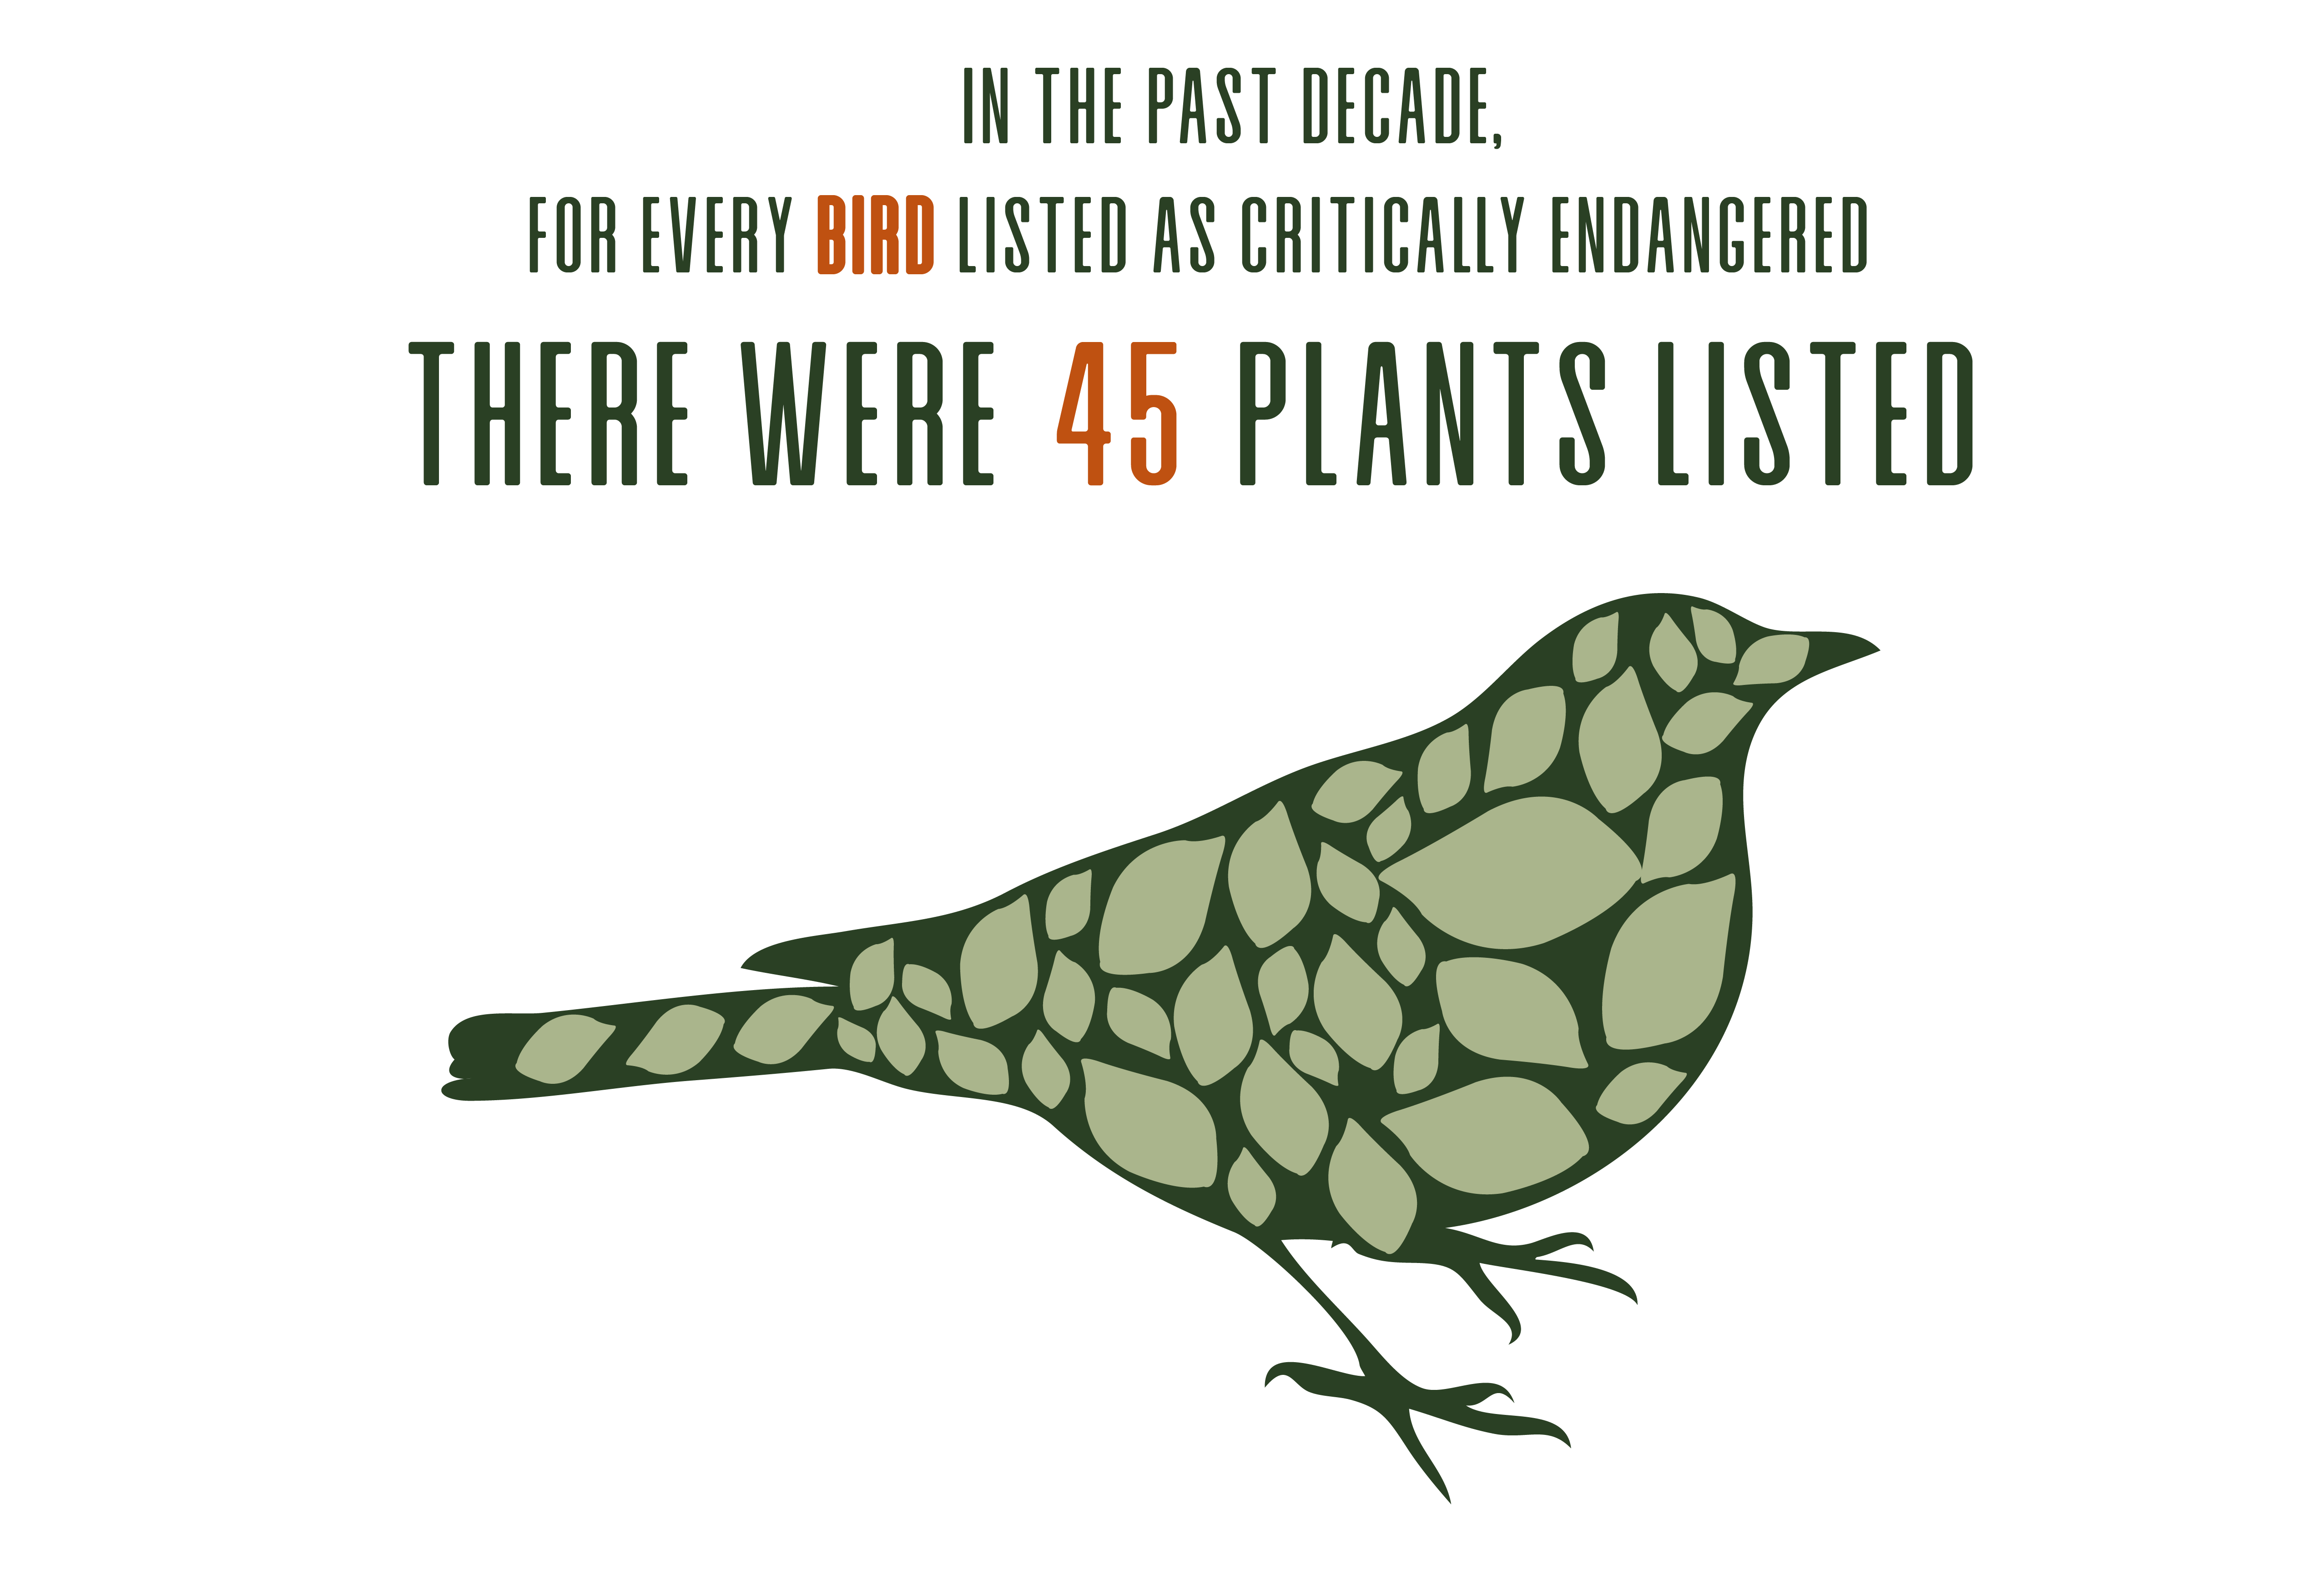 IN THE PAST DECADE,
FOR EVERY BIRD LISTED AS CRITICALLY ENDANGERED
THERE WERE 45 PLANTS LISTED